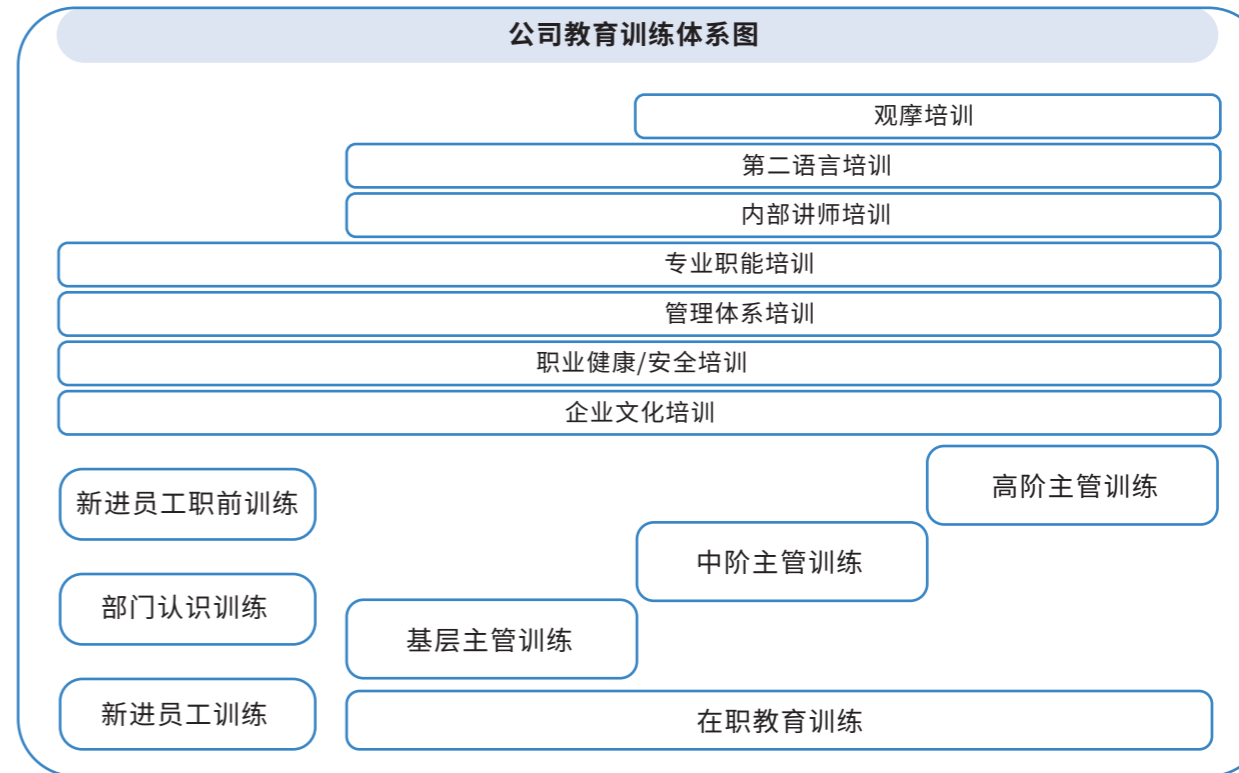 公司教育训练体系图
观摩培训
第二语言培训
内部讲师培训
专业职能培训
管理体系培训
职业健康/安全培训
企业文化培训
高阶主管训练
新进员工职前训练
中阶主管训练
部门认识训练
基层主管训练
新进员工训练
在职教育训练